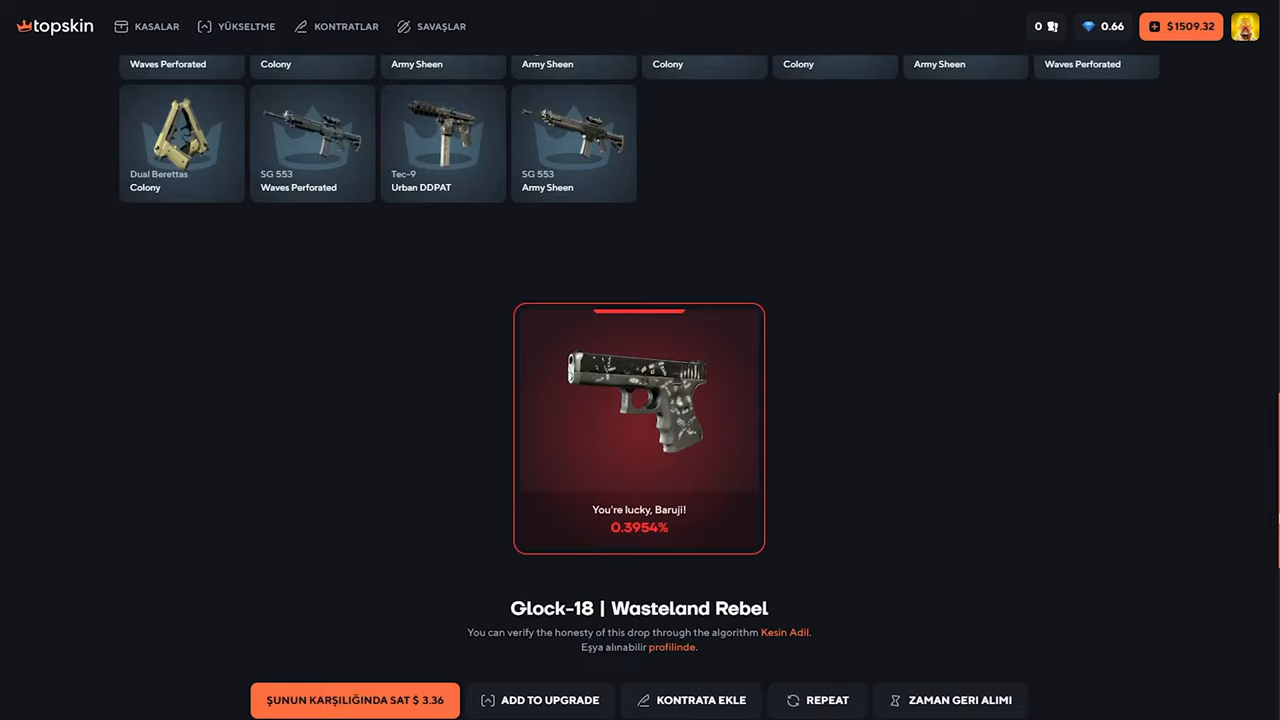 topskin KASALAR YÜKSELTME KONTRATLAR SAVAŞLAR 0 0.66 $1509.32
Waves Perforated Colony Army Sheen Army Sheen Colony Colony Army Sheen Waves Perforated
Dual Berettas SG 553 Tec-9 SG 553
Colony Waves Perforated Urban DDPAT Army Sheen
You're lucky, Baruji!
0.3954%
Glock-18 | Wasteland Rebel
You can verify the honesty of this drop through the algorithm Kesin Adil.
Eşya alınabilir profilinde.
ŞUNUN KARŞILIĞINDA SAT $ 3.36 ADD TO UPGRADE KONTRATA EKLE REPEAT ZAMAN GERI ALIMI